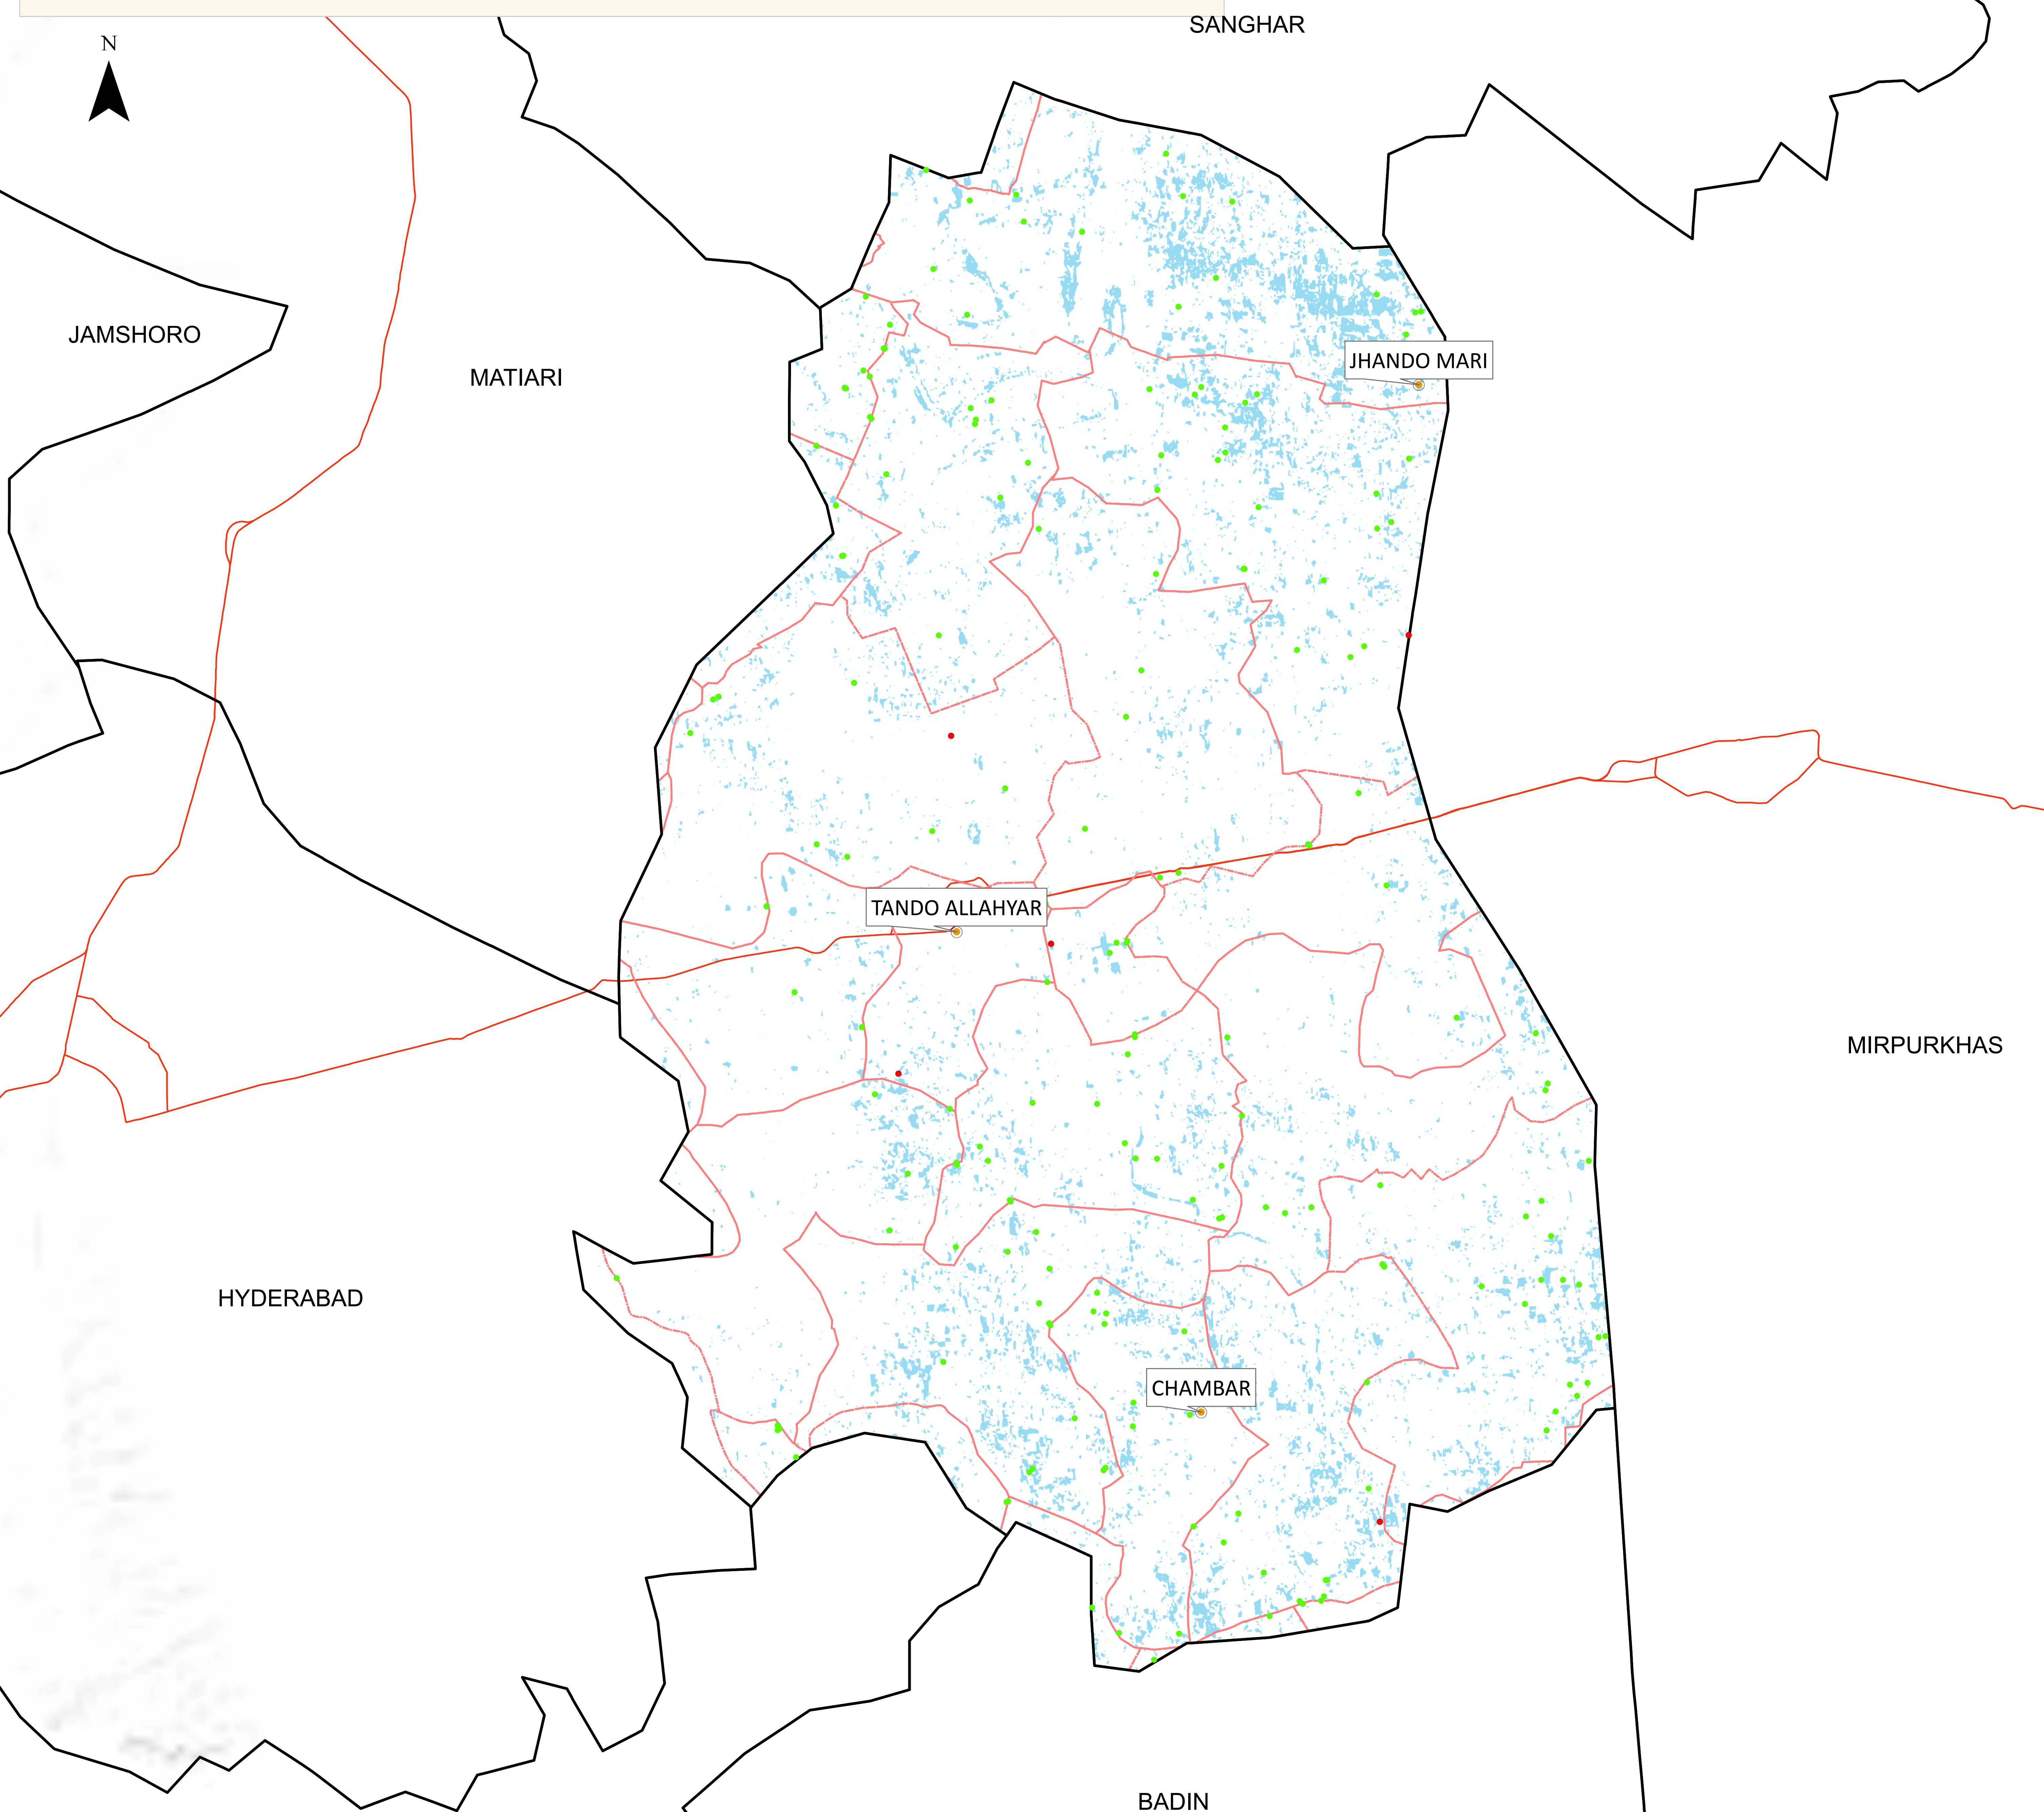 SANGHAR
N
JAMSHORO
MATIARI
JHANDO MARI
TANDO ALLAHYAR
MIRPURKHAS
HYDERABAD
CHAMBAR
BADIN